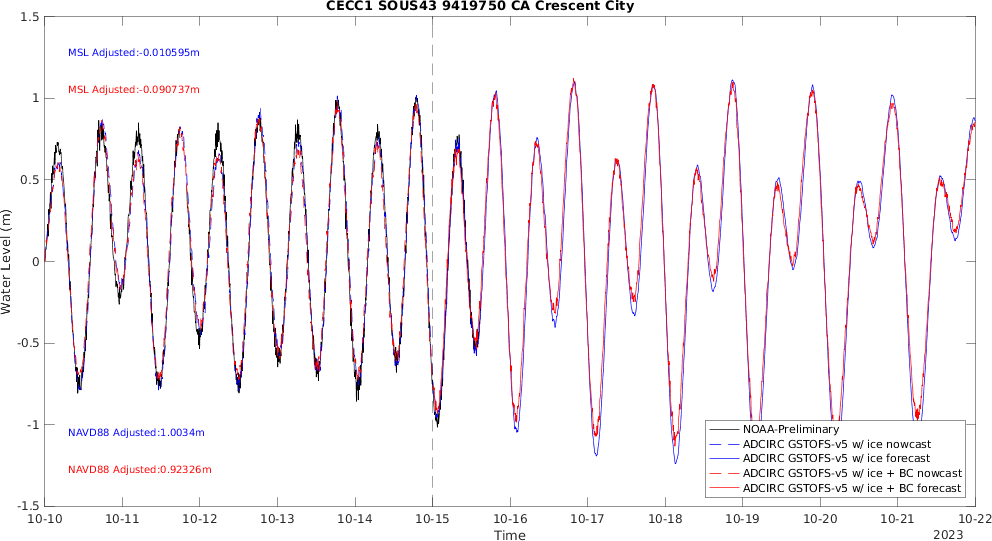 CECC1 SOUS43 9419750 CA Crescent City
1.5
1
0.5
0
-0.5
-1
-1.5
Water Level (m)
MSL Adjusted:-0.010595m
MSL Adjusted:-0.090737m
NAVD88 Adjusted:1.0034m
NAVD88 Adjusted:0.92326m
NOAA-Preliminary
ADCIRC GSTOFS-v5 w/ ice nowcast
ADCIRC GSTOFS-v5 w/ ice forecast
ADCIRC GSTOFS-v5 w/ ice + BC nowcast
ADCIRC GSTOFS-v5 w/ ice + BC forecast
10-10 10-11 10-12 10-13 10-14 10-15 10-16 10-17 10-18 10-19 10-20 10-21 10-22
Time
2023